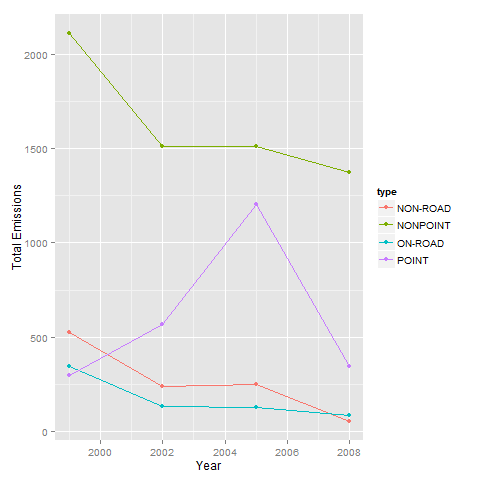 2000
1500
1000
500
0
Total Emissions
2000
2002
2004
2006
2008
Year
type
NON-ROAD
NONPOINT
ON-ROAD
POINT